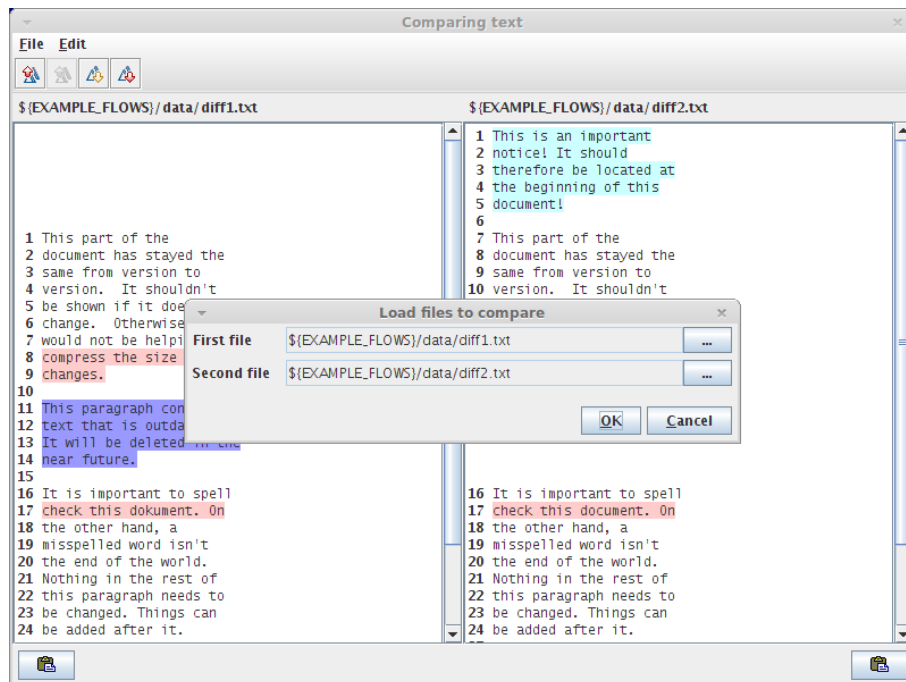 Comparing text
File Edit
${EXAMPLE_FLOWS}/data/diff1.txt
${EXAMPLE_FLOWS}/data/diff2.txt
1 This part of the
2 document has stayed the
3 same from version to
4 version.  It shouldn't
5 be shown if it doe
6 change.  Otherwise
7 would not be helpi
8 compress the size
9 changes.
10
11 This paragraph con
12 text that is outda
13 It will be deleted in the
14 near future.
15
16 It is important to spell
17 check this dokument. On
18 the other hand, a
19 misspelled word isn't
20 the end of the world.
21 Nothing in the rest of
22 this paragraph needs to
23 be changed. Things can
24 be added after it.
1 This is an important
2 notice! It should
3 therefore be located at
4 the beginning of this
5 document!
6
7 This part of the
8 document has stayed the
9 same from version to
10 version.  It shouldn't
16 It is important to spell
17 check this document. On
18 the other hand, a
19 misspelled word isn't
20 the end of the world.
21 Nothing in the rest of
22 this paragraph needs to
23 be changed. Things can
24 be added after it.
Load files to compare
First file ${EXAMPLE_FLOWS}/data/diff1.txt ...
Second file ${EXAMPLE_FLOWS}/data/diff2.txt ...
OK Cancel